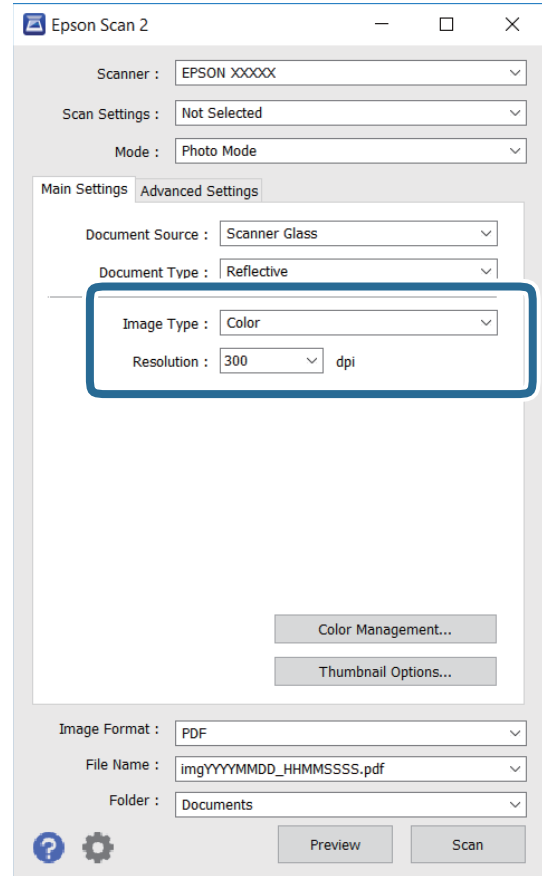 Epson Scan 2
Scanner : EPSON XXXXX
Scan Settings : Not Selected
Mode : Photo Mode
Main Settings Advanced Settings
Document Source : Scanner Glass
Document Type : Reflective
Image Type : Color
Resolution : 300 dpi
Color Management...
Thumbnail Options...
Image Format : PDF
File Name : imgYYYYMMDD_HHMMSSSS.pdf
Folder : Documents
? Preview Scan